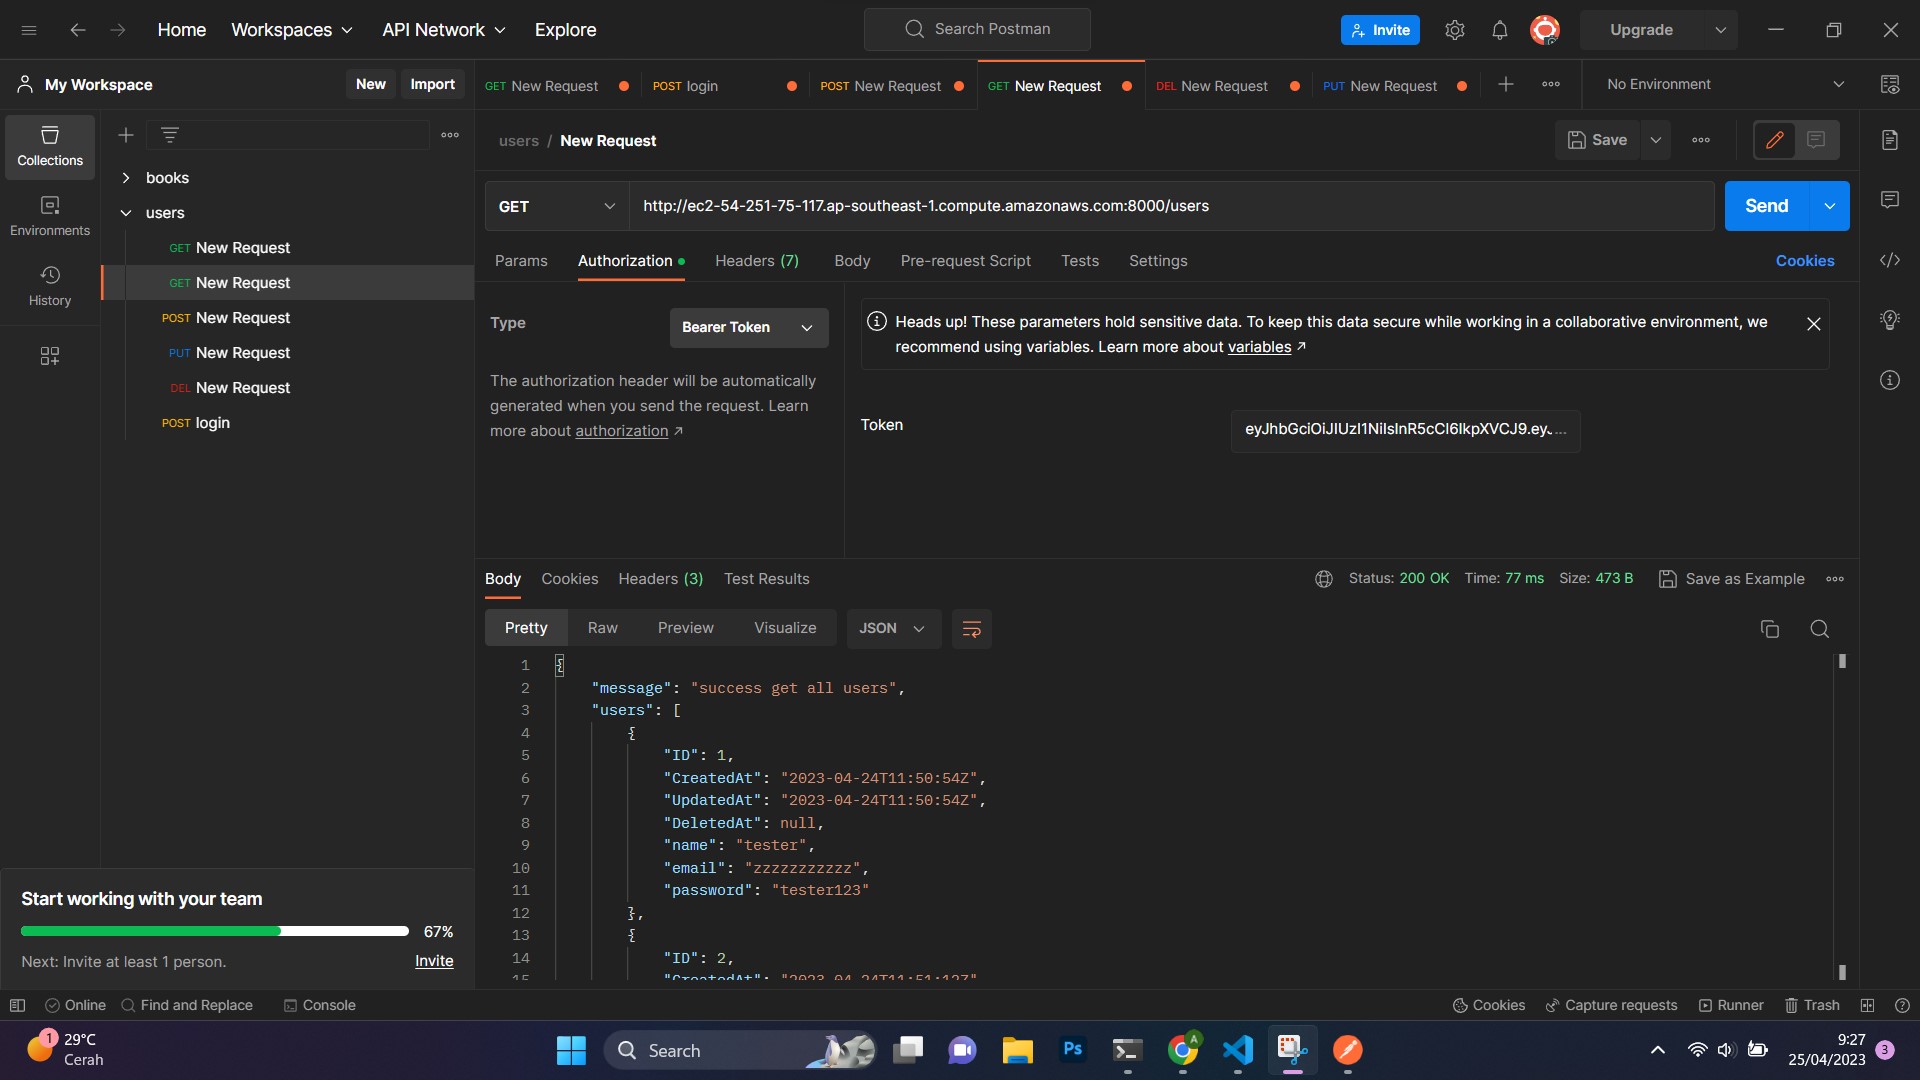 Home
Workspaces
API Network
Explore
Search Postman
Invite
Upgrade
My Workspace
New
Import
GET New Request
POST login
POST New Request
GET New Request
DEL New Request
PUT New Request
No Environment
Collections
Environments
History
books
users
GET New Request
GET New Request
POST New Request
PUT New Request
DEL New Request
POST login
users / New Request
Save
GET
http://ec2-54-251-75-117.ap-southeast-1.compute.amazonaws.com:8000/users
Send
Params
Authorization
Headers (7)
Body
Pre-request Script
Tests
Settings
Cookies
Type
Bearer Token
The authorization header will be automatically
generated when you send the request. Learn
more about authorization ↗
Heads up! These parameters hold sensitive data. To keep this data secure while working in a collaborative environment, we
recommend using variables. Learn more about variables ↗
Token
eyJhbGciOiJIUzI1NiIsInR5cCI6IkpXVCJ9.eyJ...
Body
Cookies
Headers (3)
Test Results
Status: 200 OK
Time: 77 ms
Size: 473 B
Save as Example
Pretty
Raw
Preview
Visualize
JSON
1 {
2 "message": "success get all users",
3 "users": [
4 {
5 "ID": 1,
6 "CreatedAt": "2023-04-24T11:50:54Z",
7 "UpdatedAt": "2023-04-24T11:50:54Z",
8 "DeletedAt": null,
9 "name": "tester",
10 "email": "zzzzzzzzzzz",
11 "password": "tester123"
12 },
13 {
14 "ID": 2,
15 "CreatedAt": "2023-04-24T11:51:12Z"
Start working with your team
67%
Next: Invite at least 1 person.
Invite
Online
Find and Replace
Console
Cookies
Capture requests
Runner
Trash
1
29°C
Cerah
Search
Ps
A
9:27
25/04/2023
3